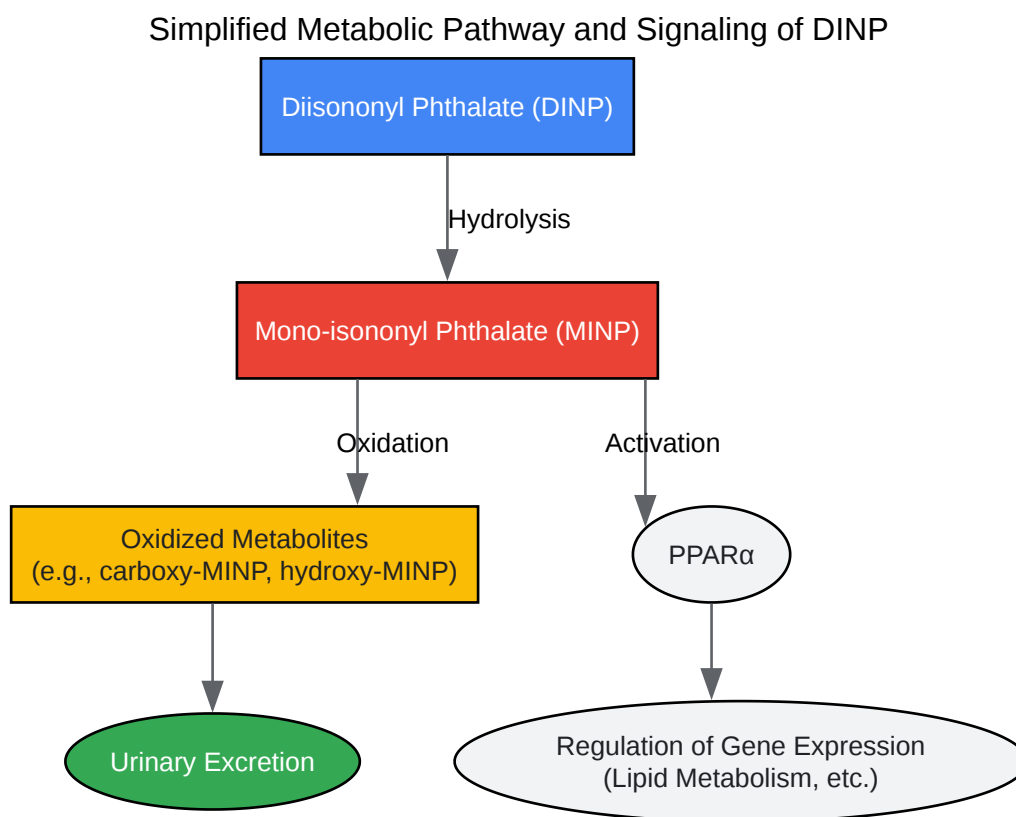 Simplified Metabolic Pathway and Signaling of DINP
Diisononyl Phthalate (DINP)
Hydrolysis
Mono-isononyl Phthalate (MINP)
Oxidation
Activation
Oxidized Metabolites
(e.g., carboxy-MINP, hydroxy-MINP)
PPARα
Urinary Excretion
Regulation of Gene Expression
(Lipid Metabolism, etc.)